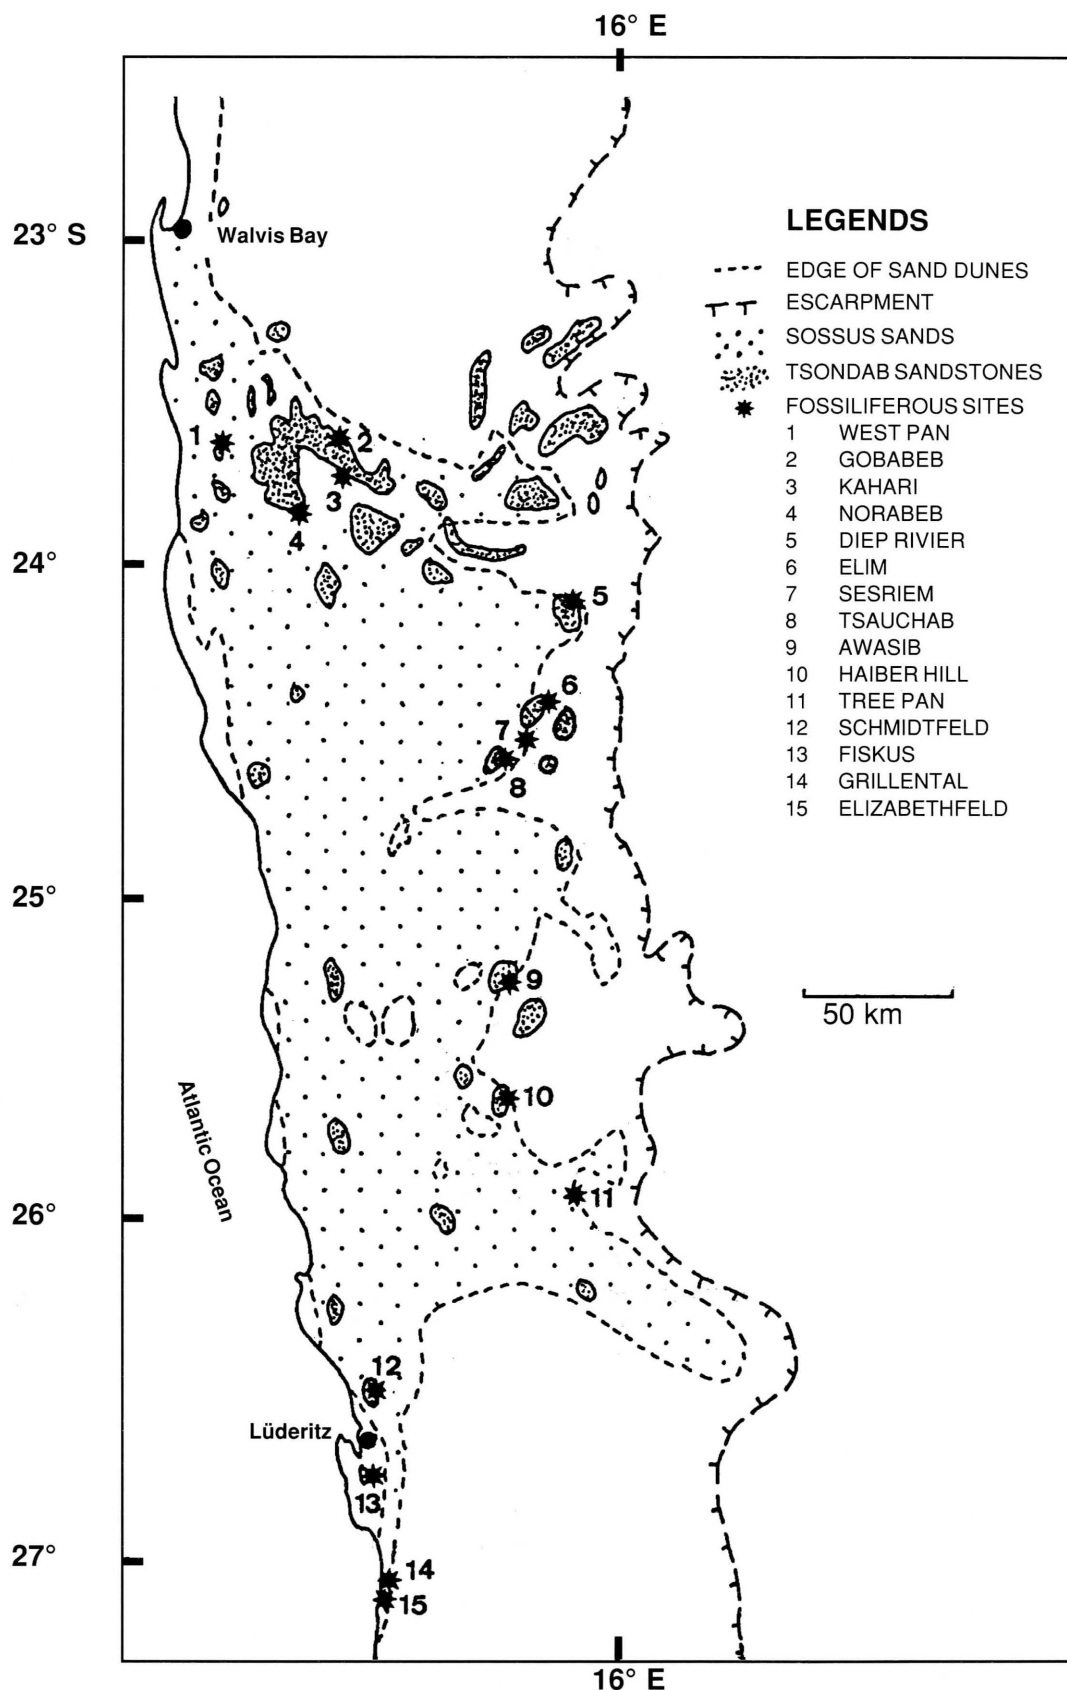 16° E
23° S
Walvis Bay
LEGENDS
EDGE OF SAND DUNES
ESCARPMENT
SOSSUS SANDS
TSONDAB SANDSTONES
FOSSILIFEROUS SITES
1 WEST PAN
2 GOBABEB
3 KAHARI
4 NORABEB
5 DIEP RIVIER
6 ELIM
7 SESRIEM
8 TSAUCHAB
9 AWASIB
10 HAIBER HILL
11 TREE PAN
12 SCHMIDTFELD
13 FISKUS
14 GRILLENTAL
15 ELIZABETHFELD
1
2
3
4
24°
5
6
7
8
25°
9
50 km
10
Atlantic Ocean
11
26°
12
Lüderitz
13
27°
14
15
16° E